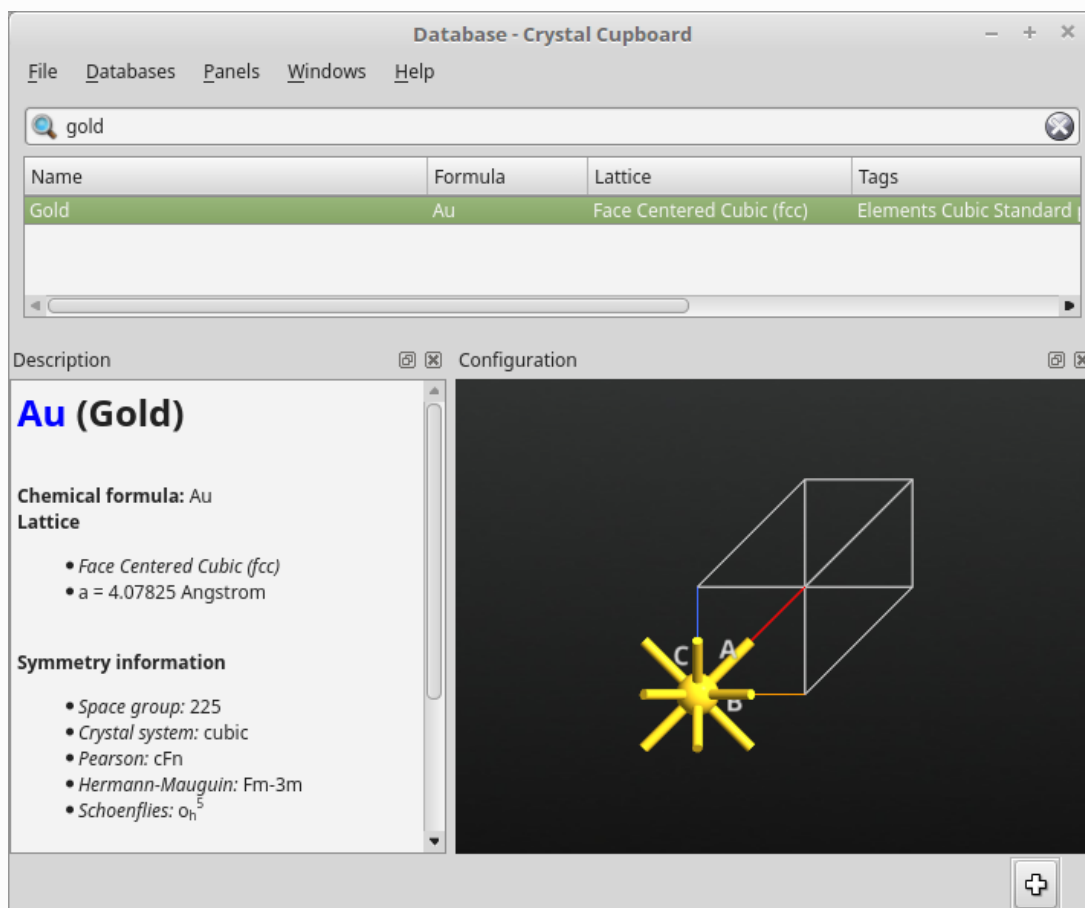 Database - Crystal Cupboard
File Databases Panels Windows Help
gold
Name Formula Lattice Tags
Gold Au Face Centered Cubic (fcc) Elements Cubic Standard
Description Configuration
Au (Gold)
Chemical formula: Au
Lattice
• Face Centered Cubic (fcc)
• a = 4.07825 Angstrom
Symmetry information
• Space group: 225
• Crystal system: cubic
• Pearson: cFn
• Hermann-Mauguin: Fm-3m
• Schoenflies: oh5
C A
B